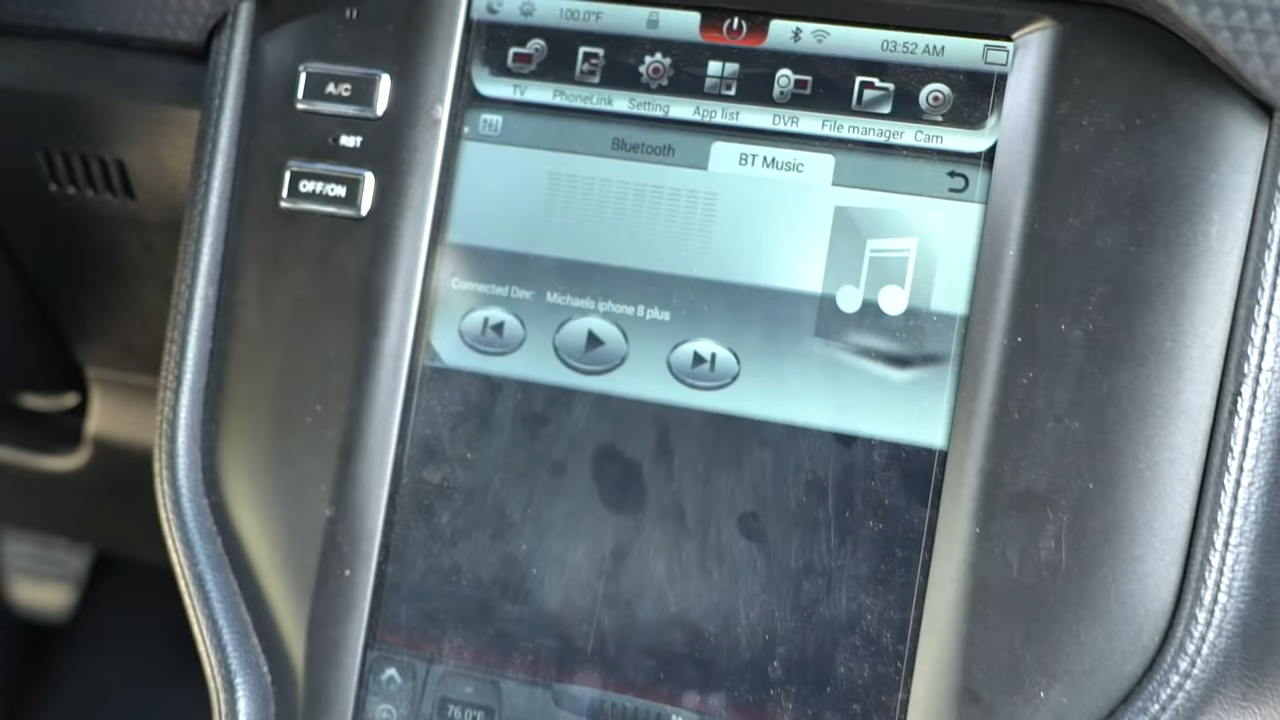 100.0°F
03:52 AM
A/C
TV
PhoneLink
Setting
App list
DVR
File manager
Cam
RST
Bluetooth
BT Music
OFF/ON
Connected Dev:
Michaels iphone 8 plus
76.0°F